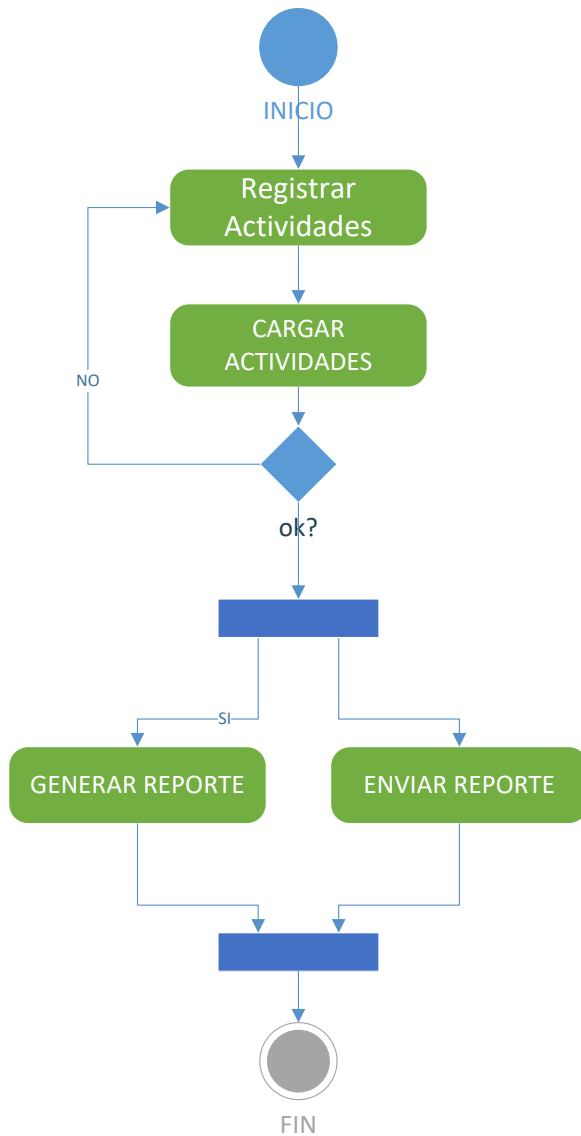 INICIO
Registrar
Actividades
CARGAR
ACTIVIDADES
NO
ok?
SI
GENERAR REPORTE
ENVIAR REPORTE
FIN